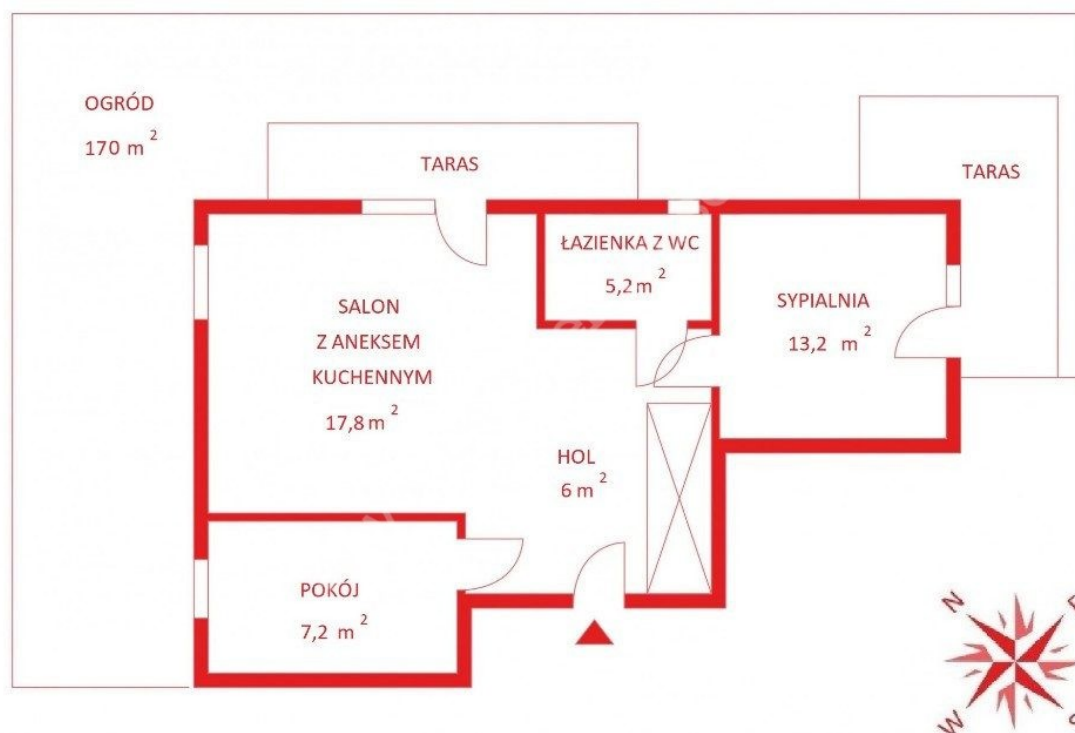 OGRÓD
170 m²
TARAS
TARAS
ŁAZIENKA Z WC
5,2 m²
SALON
Z ANEKSEM
KUCHENNYM
17,8 m²
SYPIALNIA
13,2 m²
HOL
6 m²
POKÓJ
7,2 m²
N
W